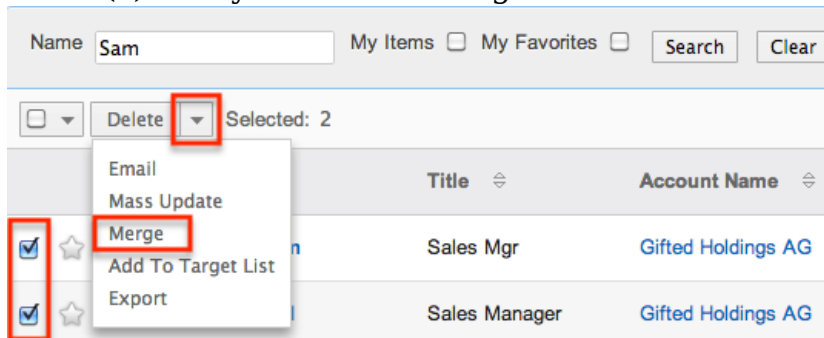 Name Sam My Items My Favorites Search Clear
Delete Selected: 2
Email
Title Account Name
Mass Update
Merge
Sales Mgr Gifted Holdings AG
Add To Target List
Export
Sales Manager Gifted Holdings AG